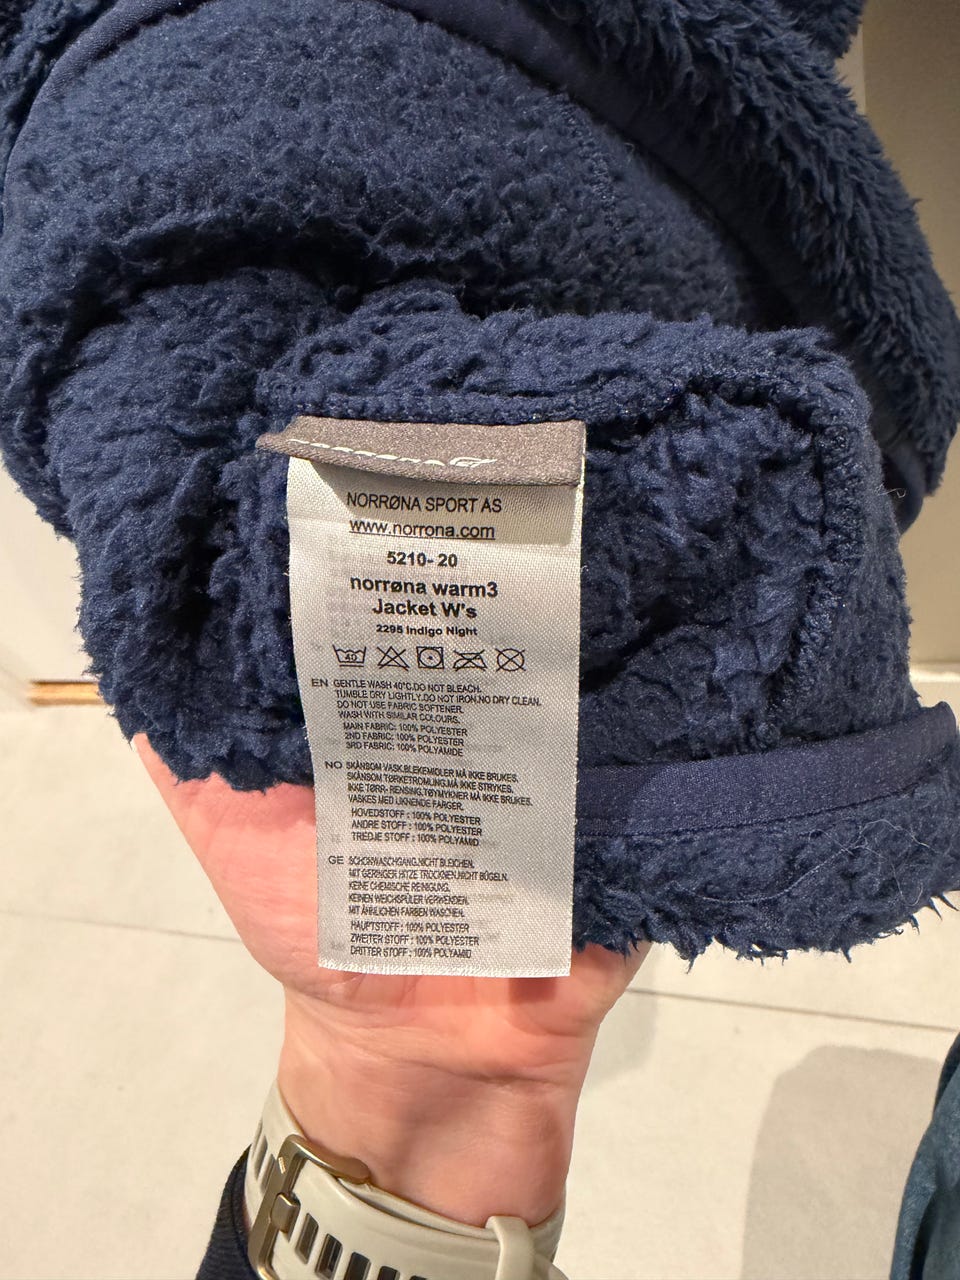 NORRØNA SPORT AS
www.norrona.com
5210-20
norrøna warm3
Jacket W's
2295 Indigo Night
40
EN GENTLE WASH 40°C.DO NOT BLEACH.
TUMBLE DRY LIGHTLY.DO NOT IRON.NO DRY CLEAN.
DO NOT USE FABRIC SOFTENER.
WASH WITH SIMILAR COLOURS.
MAIN FABRIC: 100% POLYESTER
2ND FABRIC: 100% POLYESTER
3RD FABRIC: 100% POLYAMIDE
NO SKÅNSOM VASK.BLEKEMIDLER MÅ IKKE BRUKES.
SKÅNSOM TØRKETROMLING.MÅ IKKE STRYKES.
IKKE TØRR- RENSING.TØYMYKNER MÅ IKKE BRUKES.
VASKES MED LIKNENDE FARGER.
HOVEDSTOFF : 100% POLYESTER
ANDRE STOFF : 100% POLYESTER
TREDJE STOFF : 100% POLYAMID
GE SCHONWASCHGANG.NICHT BLEICHEN.
MIT GERINGER HITZE TROCKNEN.NICHT BÜGELN.
KEINE CHEMISCHE REINIGUNG.
KEINEN WEICHSPÜLER VERWENDEN.
MIT ÄHNLICHEN FARBEN WASCHEN.
HAUPTSTOFF : 100% POLYESTER
ZWEITER STOFF : 100% POLYESTER
DRITTER STOFF : 100% POLYAMID